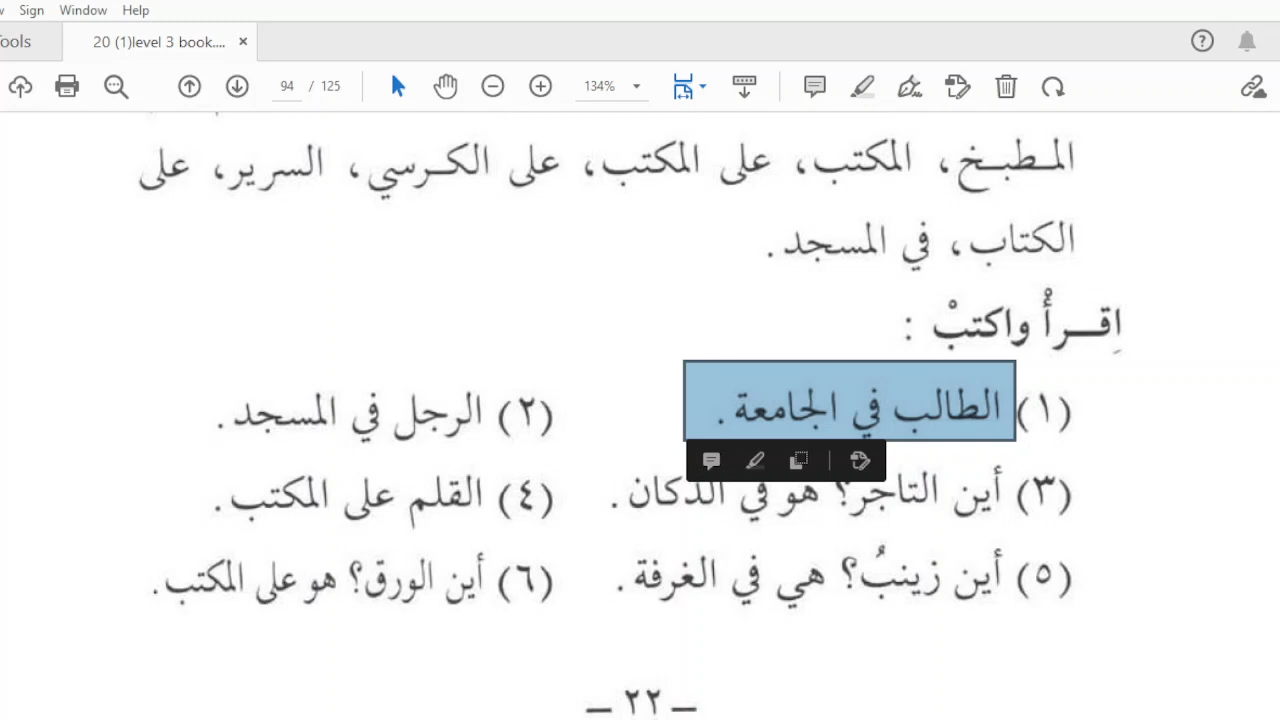 Sign Window Help
ools 20 (1)level 3 book.... ×
94 / 125 134%
المطبخ، المكتب، على المكتب، على الكرسي، السرير، على
الكتاب، في المسجد.
اِقرأْ واكتبْ :
(١) الطالب في الجامعة. (٢) الرجل في المسجد.
(٣) أين التاجر؟ هو في الدكان. (٤) القلم على المكتب.
(٥) أين زينبُ؟ هي في الغرفة. (٦) أين الورق؟ هو على المكتب.
– ٢٢ –